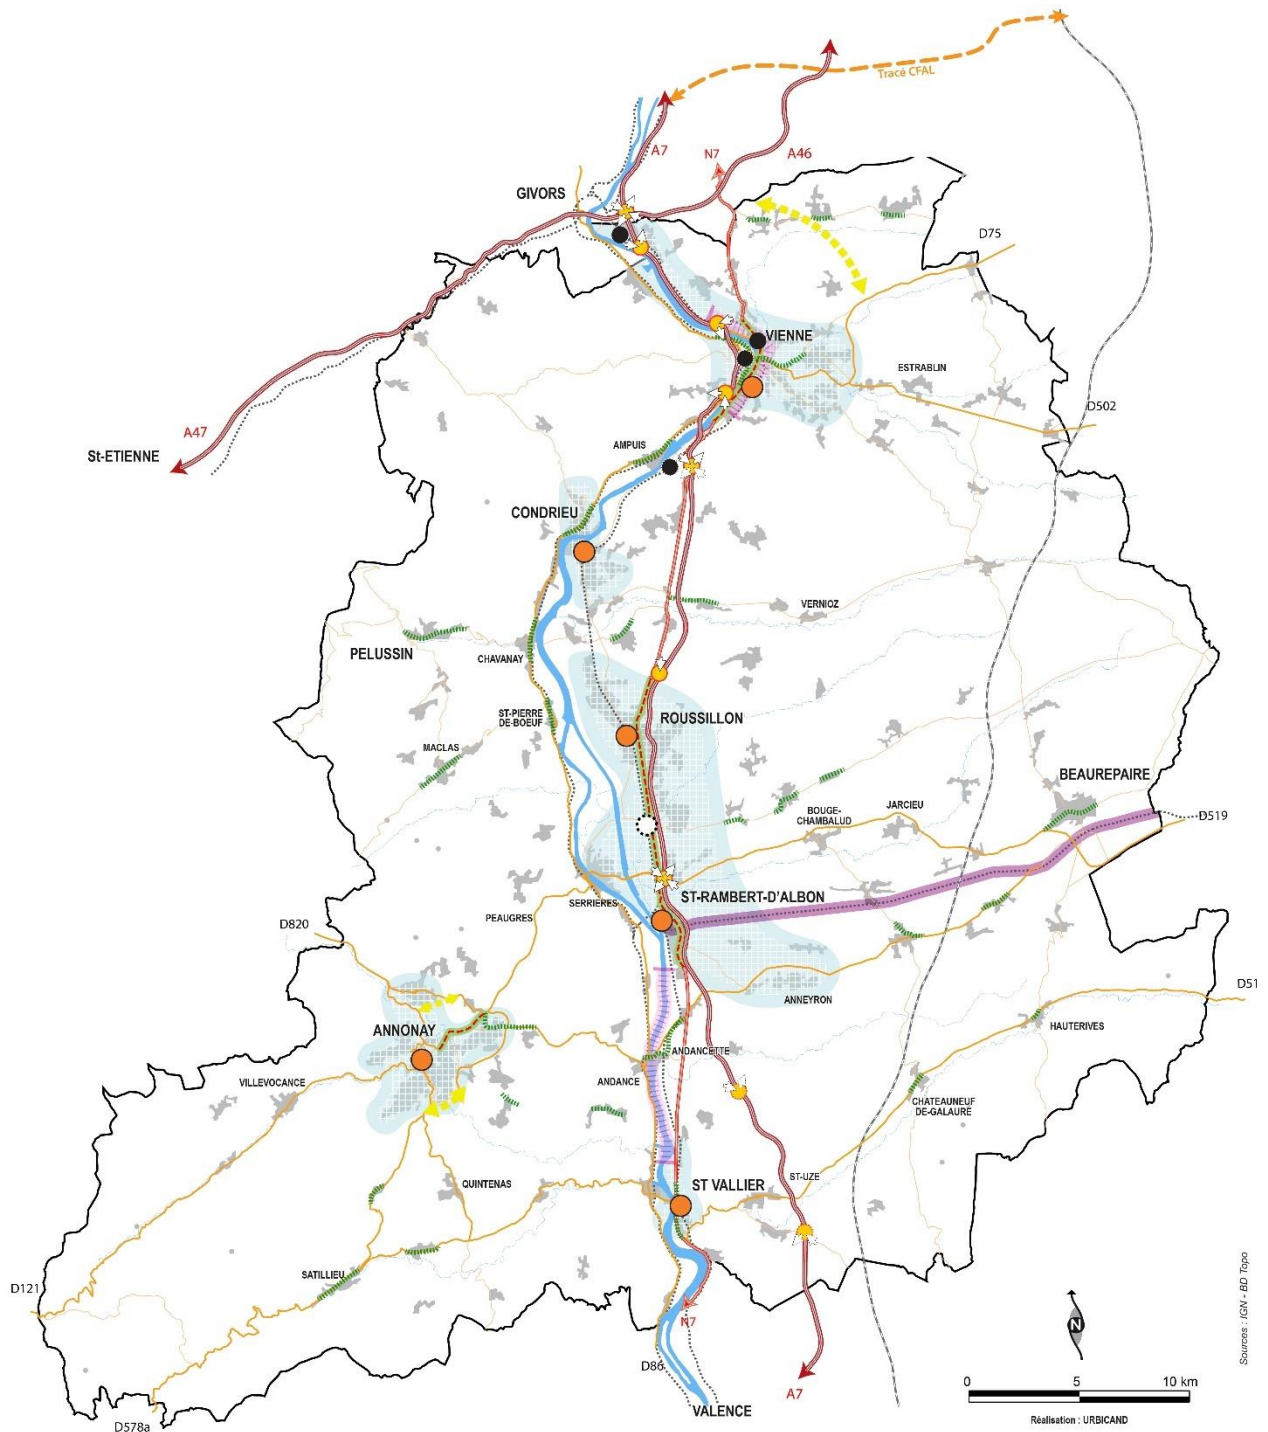 Tracé CFAL
A7
N7
A46
GIVORS
D75
VIENNE
ESTRABLIN
D502
A47
St-ETIENNE
AMPUIS
CONDRIEU
VERNIOZ
PELUSSIN
CHAVANAY
ST-PIERRE
DE-BOEUF
ROUSSILLON
MACLAS
BEAUREPAIRE
BOUGE-
CHAMBALUD
JARCIEU
D519
ST-RAMBERT-D'ALBON
SERRIERES
PEAUGRES
D820
D51
ANNEYRON
HAUTERIVES
ANNONAY
ANDANCETTE
ANDANCE
VILLEVOCANCE
CHATEAUNEUF
DE-GALAURE
ST-UZE
QUINTENAS
ST VALLIER
SATILLIEU
D121
N7
D86
A7
VALENCE
D578a
N
0 5 10 km
Réalisation : URBICAND
Sources : IGN - BD Topo